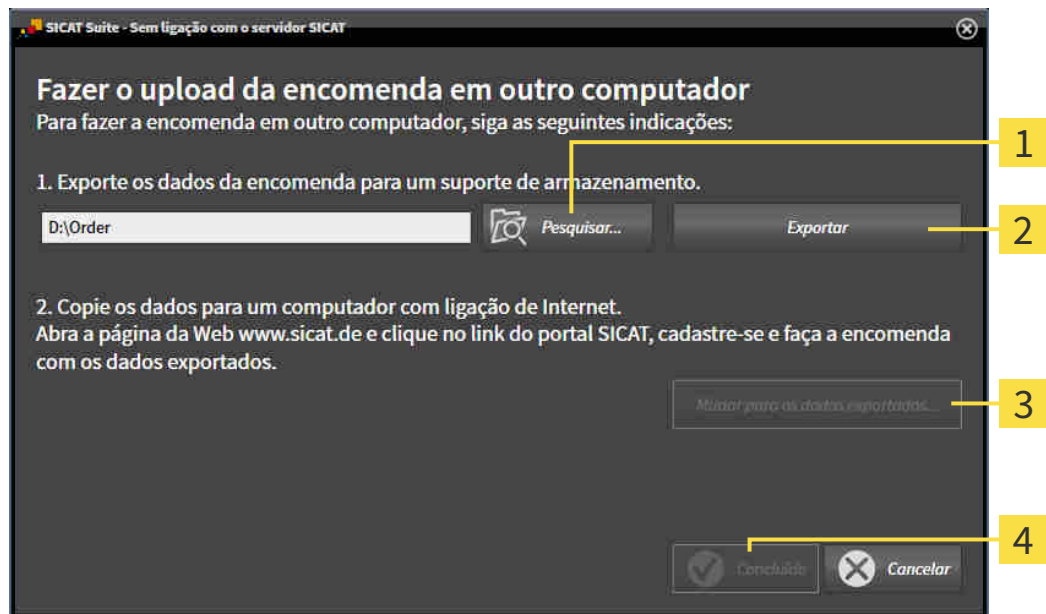 SICAT Suite - Sem ligação com o servidor SICAT
Fazer o upload da encomenda em outro computador
Para fazer a encomenda em outro computador, siga as seguintes indicações:
1
1. Exporte os dados da encomenda para um suporte de armazenamento.
D:\Order
Pesquisar...
Exportar
2
2. Copie os dados para um computador com ligação de Internet.
Abra a página da Web www.sicat.de e clique no link do portal SICAT, cadastre-se e faça a encomenda
com os dados exportados.
Mudar para os dados exportados...
3
4
Concluído
Cancelar